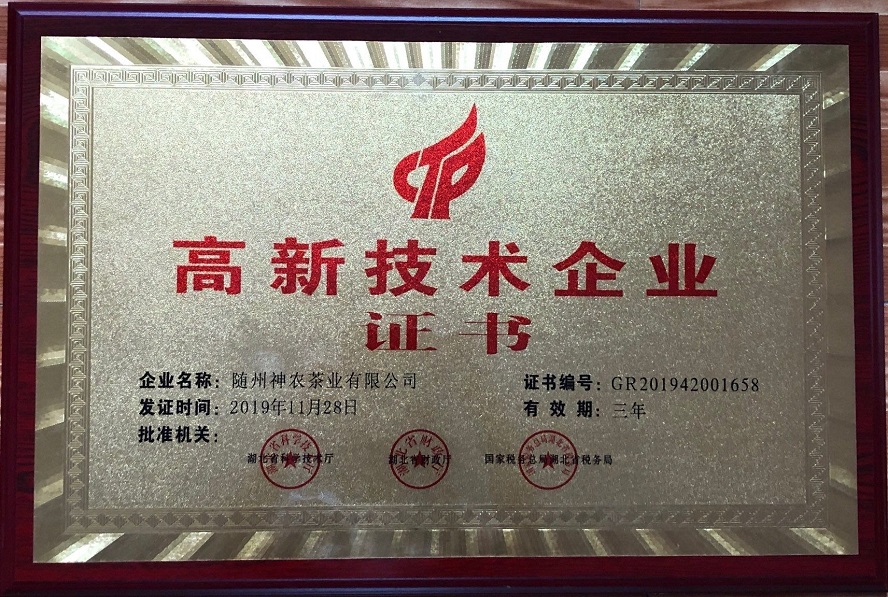 高新技术企业
证书
企业名称：随州神农茶业有限公司 证书编号：GR201942001658
发证时间：2019年11月28日 有效期：三年
批准机关：
湖北省科学技术厅 湖北省财政厅 国家税务总局湖北省税务局